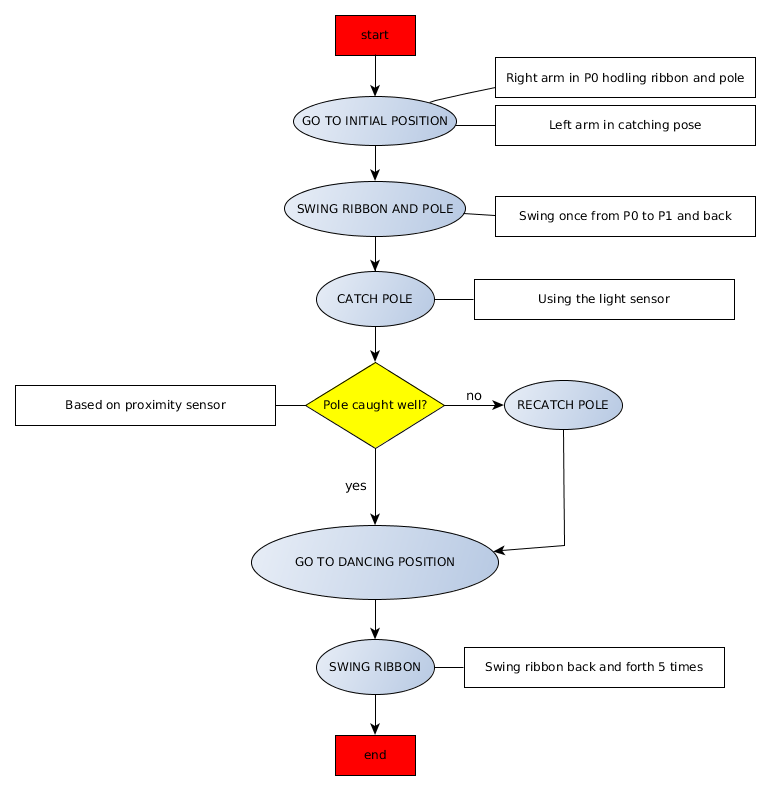 start
Right arm in P0 hodling ribbon and pole
GO TO INITIAL POSITION
Left arm in catching pose
SWING RIBBON AND POLE
Swing once from P0 to P1 and back
CATCH POLE
Using the light sensor
Based on proximity sensor
Pole caught well?
no
RECATCH POLE
yes
GO TO DANCING POSITION
SWING RIBBON
Swing ribbon back and forth 5 times
end